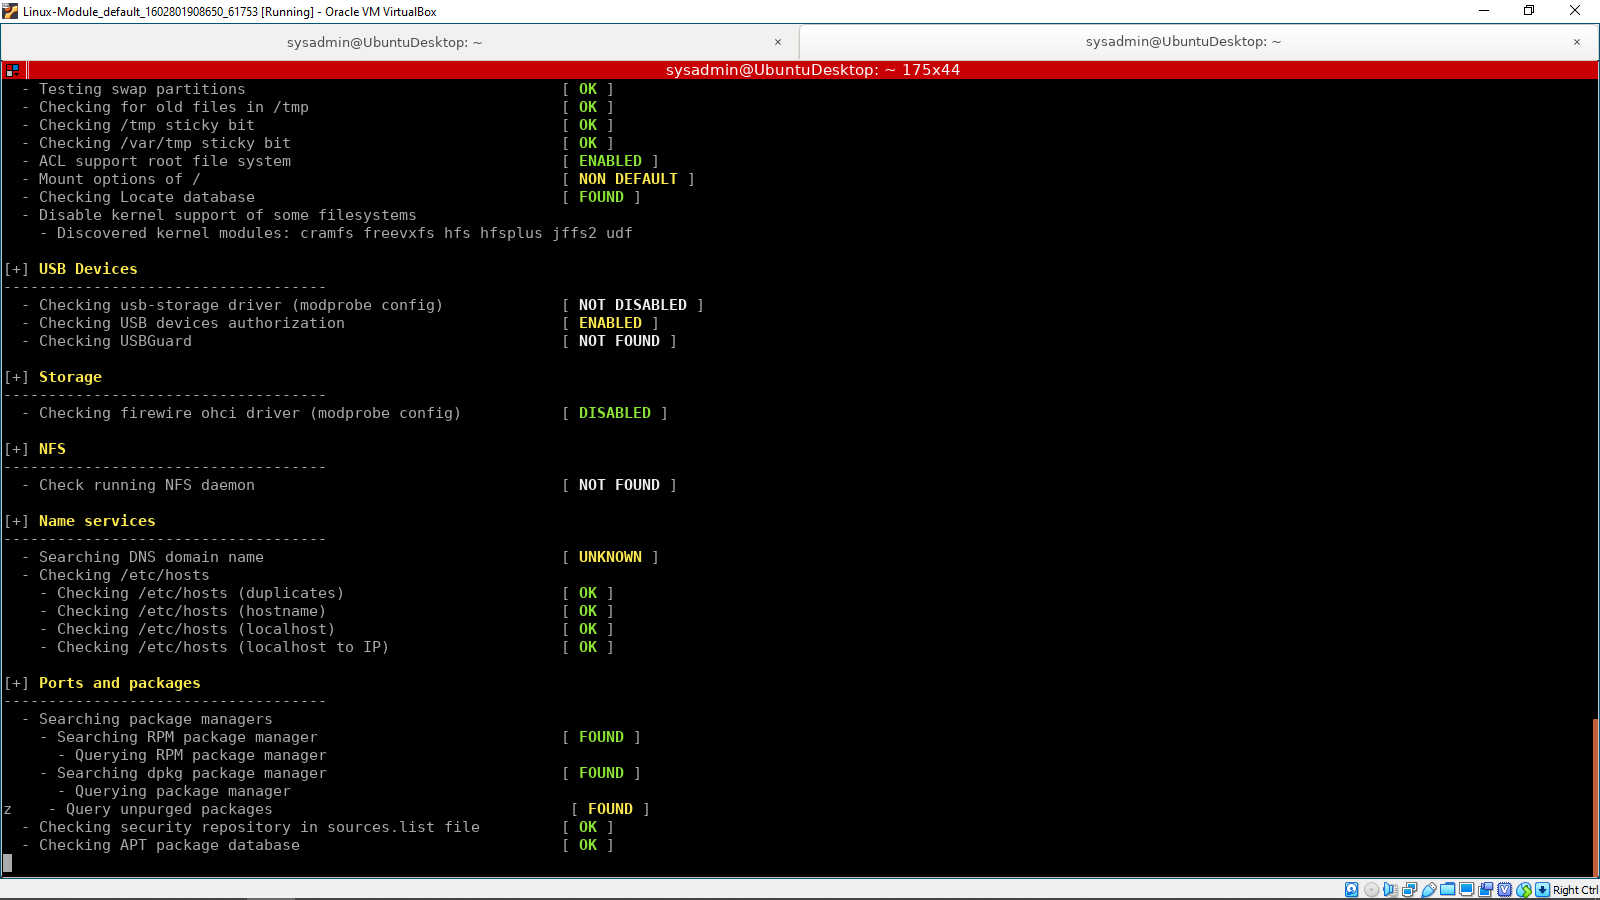 Linux-Module_default_1602801908650_61753 [Running] - Oracle VM VirtualBox
sysadmin@UbuntuDesktop: ~ × sysadmin@UbuntuDesktop: ~ ×
sysadmin@UbuntuDesktop: ~ 175x44
- Testing swap partitions [ OK ]
- Checking for old files in /tmp [ OK ]
- Checking /tmp sticky bit [ OK ]
- Checking /var/tmp sticky bit [ OK ]
- ACL support root file system [ ENABLED ]
- Mount options of / [ NON DEFAULT ]
- Checking Locate database [ FOUND ]
- Disable kernel support of some filesystems
- Discovered kernel modules: cramfs freevxfs hfs hfsplus jffs2 udf
[+] USB Devices
------------------------------------
- Checking usb-storage driver (modprobe config) [ NOT DISABLED ]
- Checking USB devices authorization [ ENABLED ]
- Checking USBGuard [ NOT FOUND ]
[+] Storage
------------------------------------
- Checking firewire ohci driver (modprobe config) [ DISABLED ]
[+] NFS
------------------------------------
- Check running NFS daemon [ NOT FOUND ]
[+] Name services
------------------------------------
- Searching DNS domain name [ UNKNOWN ]
- Checking /etc/hosts
- Checking /etc/hosts (duplicates) [ OK ]
- Checking /etc/hosts (hostname) [ OK ]
- Checking /etc/hosts (localhost) [ OK ]
- Checking /etc/hosts (localhost to IP) [ OK ]
[+] Ports and packages
------------------------------------
- Searching package managers
- Searching RPM package manager [ FOUND ]
- Querying RPM package manager
- Searching dpkg package manager [ FOUND ]
- Querying package manager
z - Query unpurged packages [ FOUND ]
- Checking security repository in sources.list file [ OK ]
- Checking APT package database [ OK ]
Right Ctrl